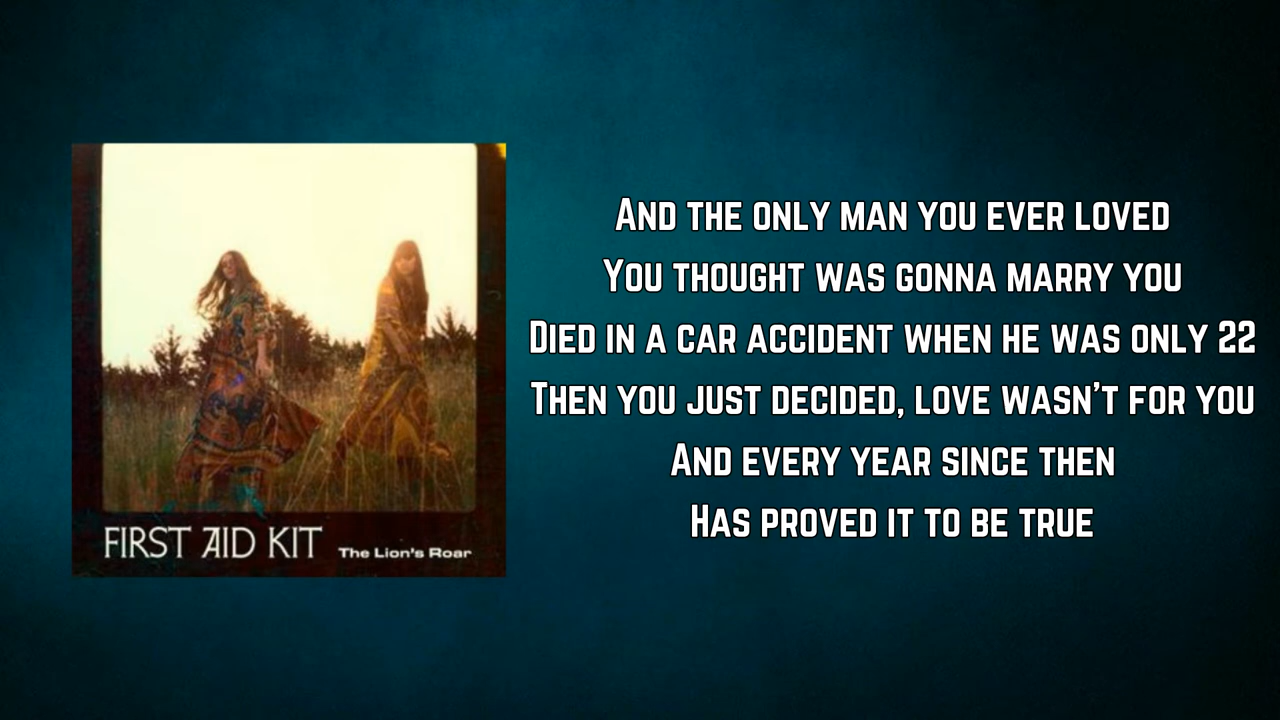 And the only man you ever loved
You thought was gonna marry you
Died in a car accident when he was only 22
Then you just decided, love wasn't for you
And every year since then
Has proved it to be true
FIRST AID KIT The Lion's Roar